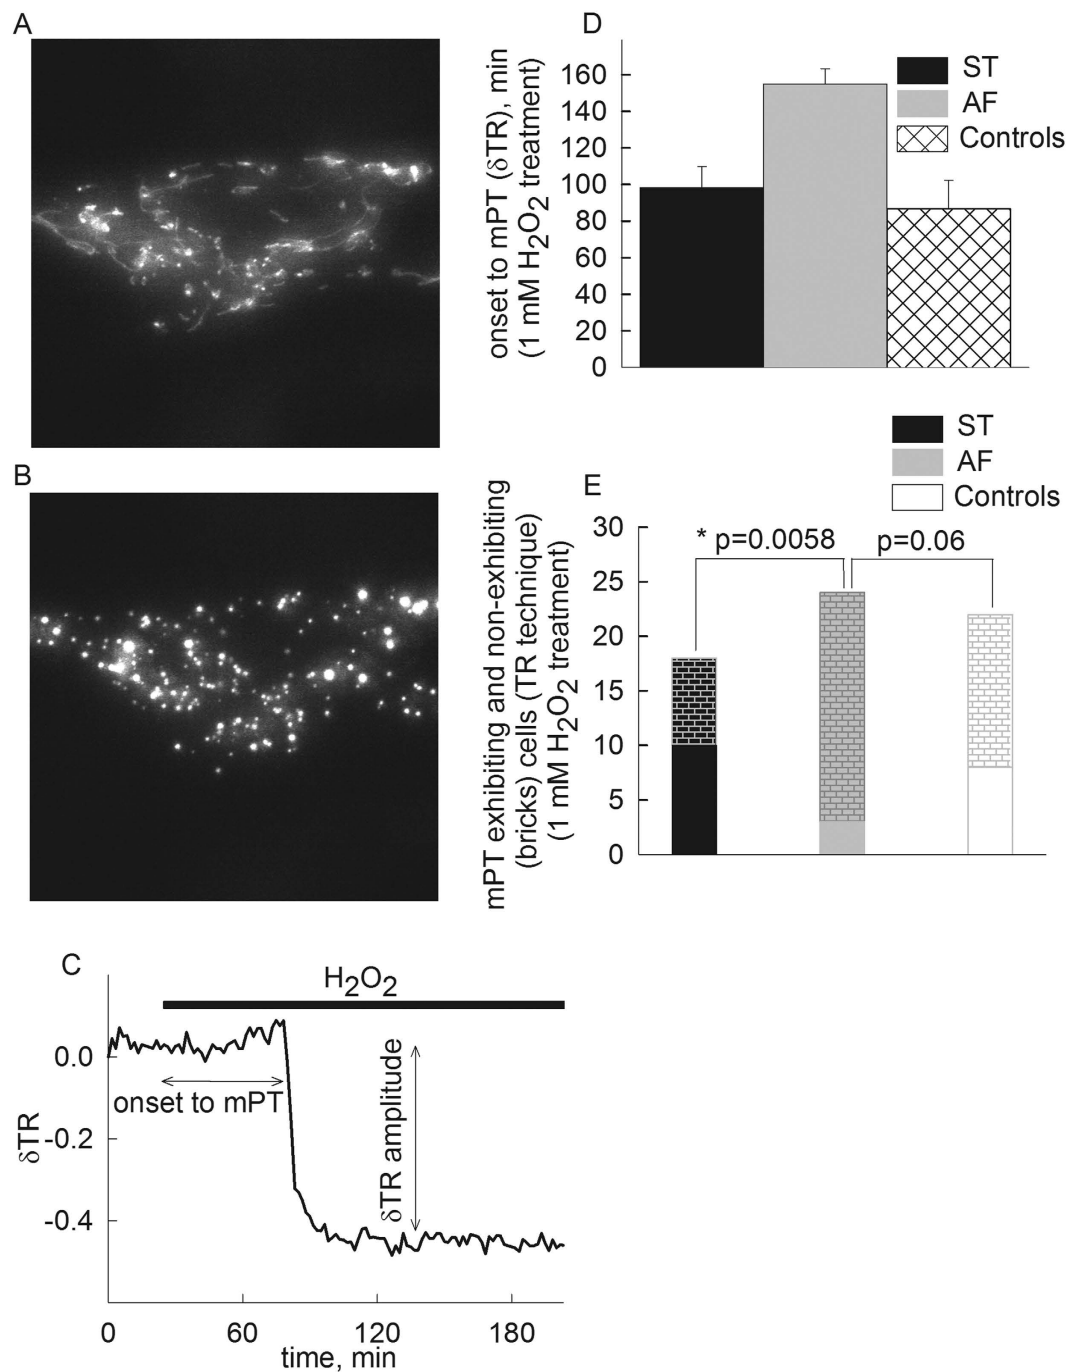 A
B
C
H2O2
0.0
-0.2
-0.4
δTR
onset to mPT
δTR amplitude
0
60
120
180
time, min
D
onset to mPT (δTR), min
(1 mM H2O2 treatment)
160
140
120
100
80
60
40
20
0
ST
AF
Controls
E
ST
AF
Controls
mPT exhibiting and non-exhibiting
(bricks) cells (TR technique)
(1 mM H2O2 treatment)
30
25
20
15
10
5
0
* p=0.0058
p=0.06